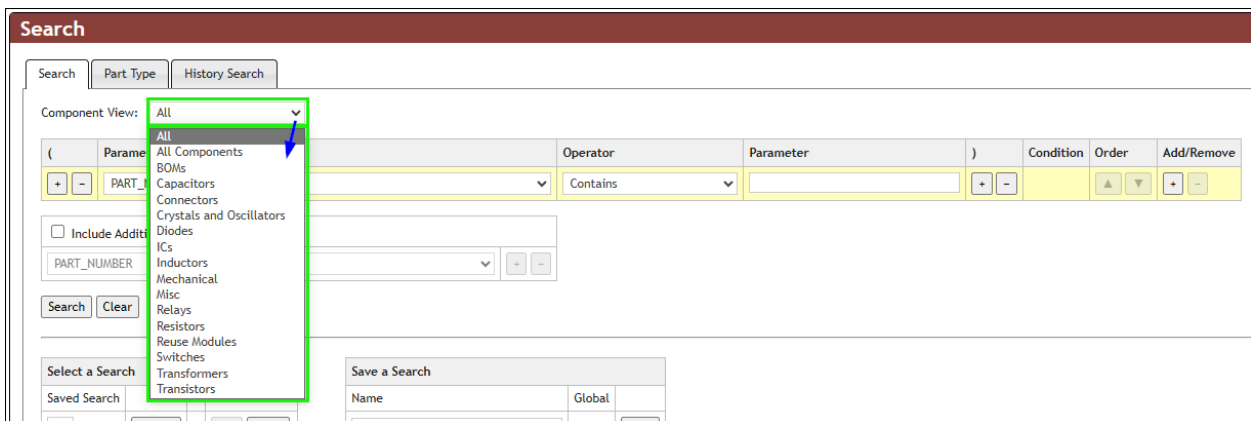 Search
Search Part Type History Search
Component View: All
All
All Components
BOMs
Capacitors
Connectors
Crystals and Oscillators
Diodes
ICs
Inductors
Mechanical
Misc
Relays
Resistors
Reuse Modules
Switches
Transformers
Transistors
( Parame Operator Parameter ) Condition Order Add/Remove
+ - PART_N Contains + - ▲ ▼ + -
Include Additi
PART_NUMBER + -
Search Clear
Select a Search Save a Search
Saved Search Name Global